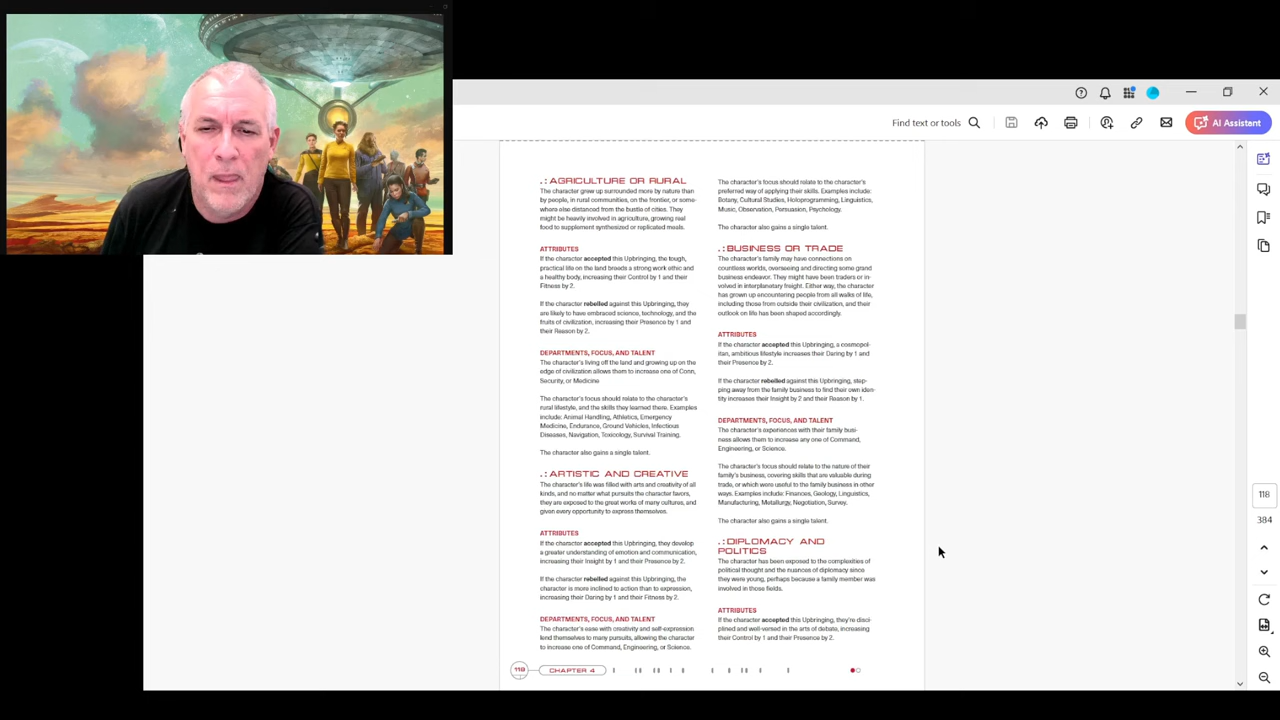 Find text or tools
AI Assistant
.:AGRICULTURE OR RURAL
The character grew up surrounded more by nature than
by people, in rural communities, on the frontier, or some-
where else distanced from the bustle of cities. They
might be heavily involved in agriculture, growing real
food to supplement synthesized or replicated meals.
ATTRIBUTES
If the character accepted this Upbringing, the tough,
practical life on the land breeds a strong work ethic and
a healthy body, increasing their Control by 1 and their
Fitness by 2.
If the character rebelled against this Upbringing, they
are likely to have embraced science, technology, and the
fruits of civilization, increasing their Presence by 1 and
their Reason by 2.
DEPARTMENTS, FOCUS, AND TALENT
The character's living off the land and growing up on the
edge of civilization allows them to increase one of Conn,
Security, or Medicine
The character's focus should relate to the character's
rural lifestyle, and the skills they learned there. Examples
include: Animal Handling, Athletics, Emergency
Medicine, Endurance, Ground Vehicles, Infectious
Diseases, Navigation, Toxicology, Survival Training.
The character also gains a single talent.
.:ARTISTIC AND CREATIVE
The character's life was filled with arts and creativity of all
kinds, and no matter what pursuits the character favors,
they are exposed to the great works of many cultures, and
given every opportunity to express themselves.
ATTRIBUTES
If the character accepted this Upbringing, they develop
a greater understanding of emotion and communication,
increasing their Insight by 1 and their Presence by 2.
If the character rebelled against this Upbringing, the
character is more inclined to action than to expression,
increasing their Daring by 1 and their Fitness by 2.
DEPARTMENTS, FOCUS, AND TALENT
The character's ease with creativity and self-expression
lend themselves to many pursuits, allowing the character
to increase one of Command, Engineering, or Science.
The character's focus should relate to the character's
preferred way of applying their skills. Examples include:
Botany, Cultural Studies, Holoprogramming, Linguistics,
Music, Observation, Persuasion, Psychology.
The character also gains a single talent.
.:BUSINESS OR TRADE
The character's family may have connections on
countless worlds, overseeing and directing some grand
business endeavor. They might have been traders or in-
volved in interplanetary freight. Either way, the character
has grown up encountering people from all walks of life,
including those from outside their civilization, and their
outlook on life has been shaped accordingly.
ATTRIBUTES
If the character accepted this Upbringing, a cosmopol-
itan, ambitious lifestyle increases their Daring by 1 and
their Presence by 2.
If the character rebelled against this Upbringing, step-
ping away from the family business to find their own iden-
tity increases their Insight by 2 and their Reason by 1.
DEPARTMENTS, FOCUS, AND TALENT
The character's experiences with their family busi-
ness allows them to increase any one of Command,
Engineering, or Science.
The character's focus should relate to the nature of their
family's business, covering skills that are valuable during
trade, or which were useful to the family business in other
ways. Examples include: Finances, Geology, Linguistics,
Manufacturing, Metallurgy, Negotiation, Survey.
The character also gains a single talent.
.:DIPLOMACY AND
POLITICS
The character has been exposed to the complexities of
political thought and the nuances of diplomacy since
they were young, perhaps because a family member was
involved in those fields.
ATTRIBUTES
If the character accepted this Upbringing, they're disci-
plined and well-versed in the arts of debate, increasing
their Control by 1 and their Presence by 2.
118
CHAPTER 4
118
384